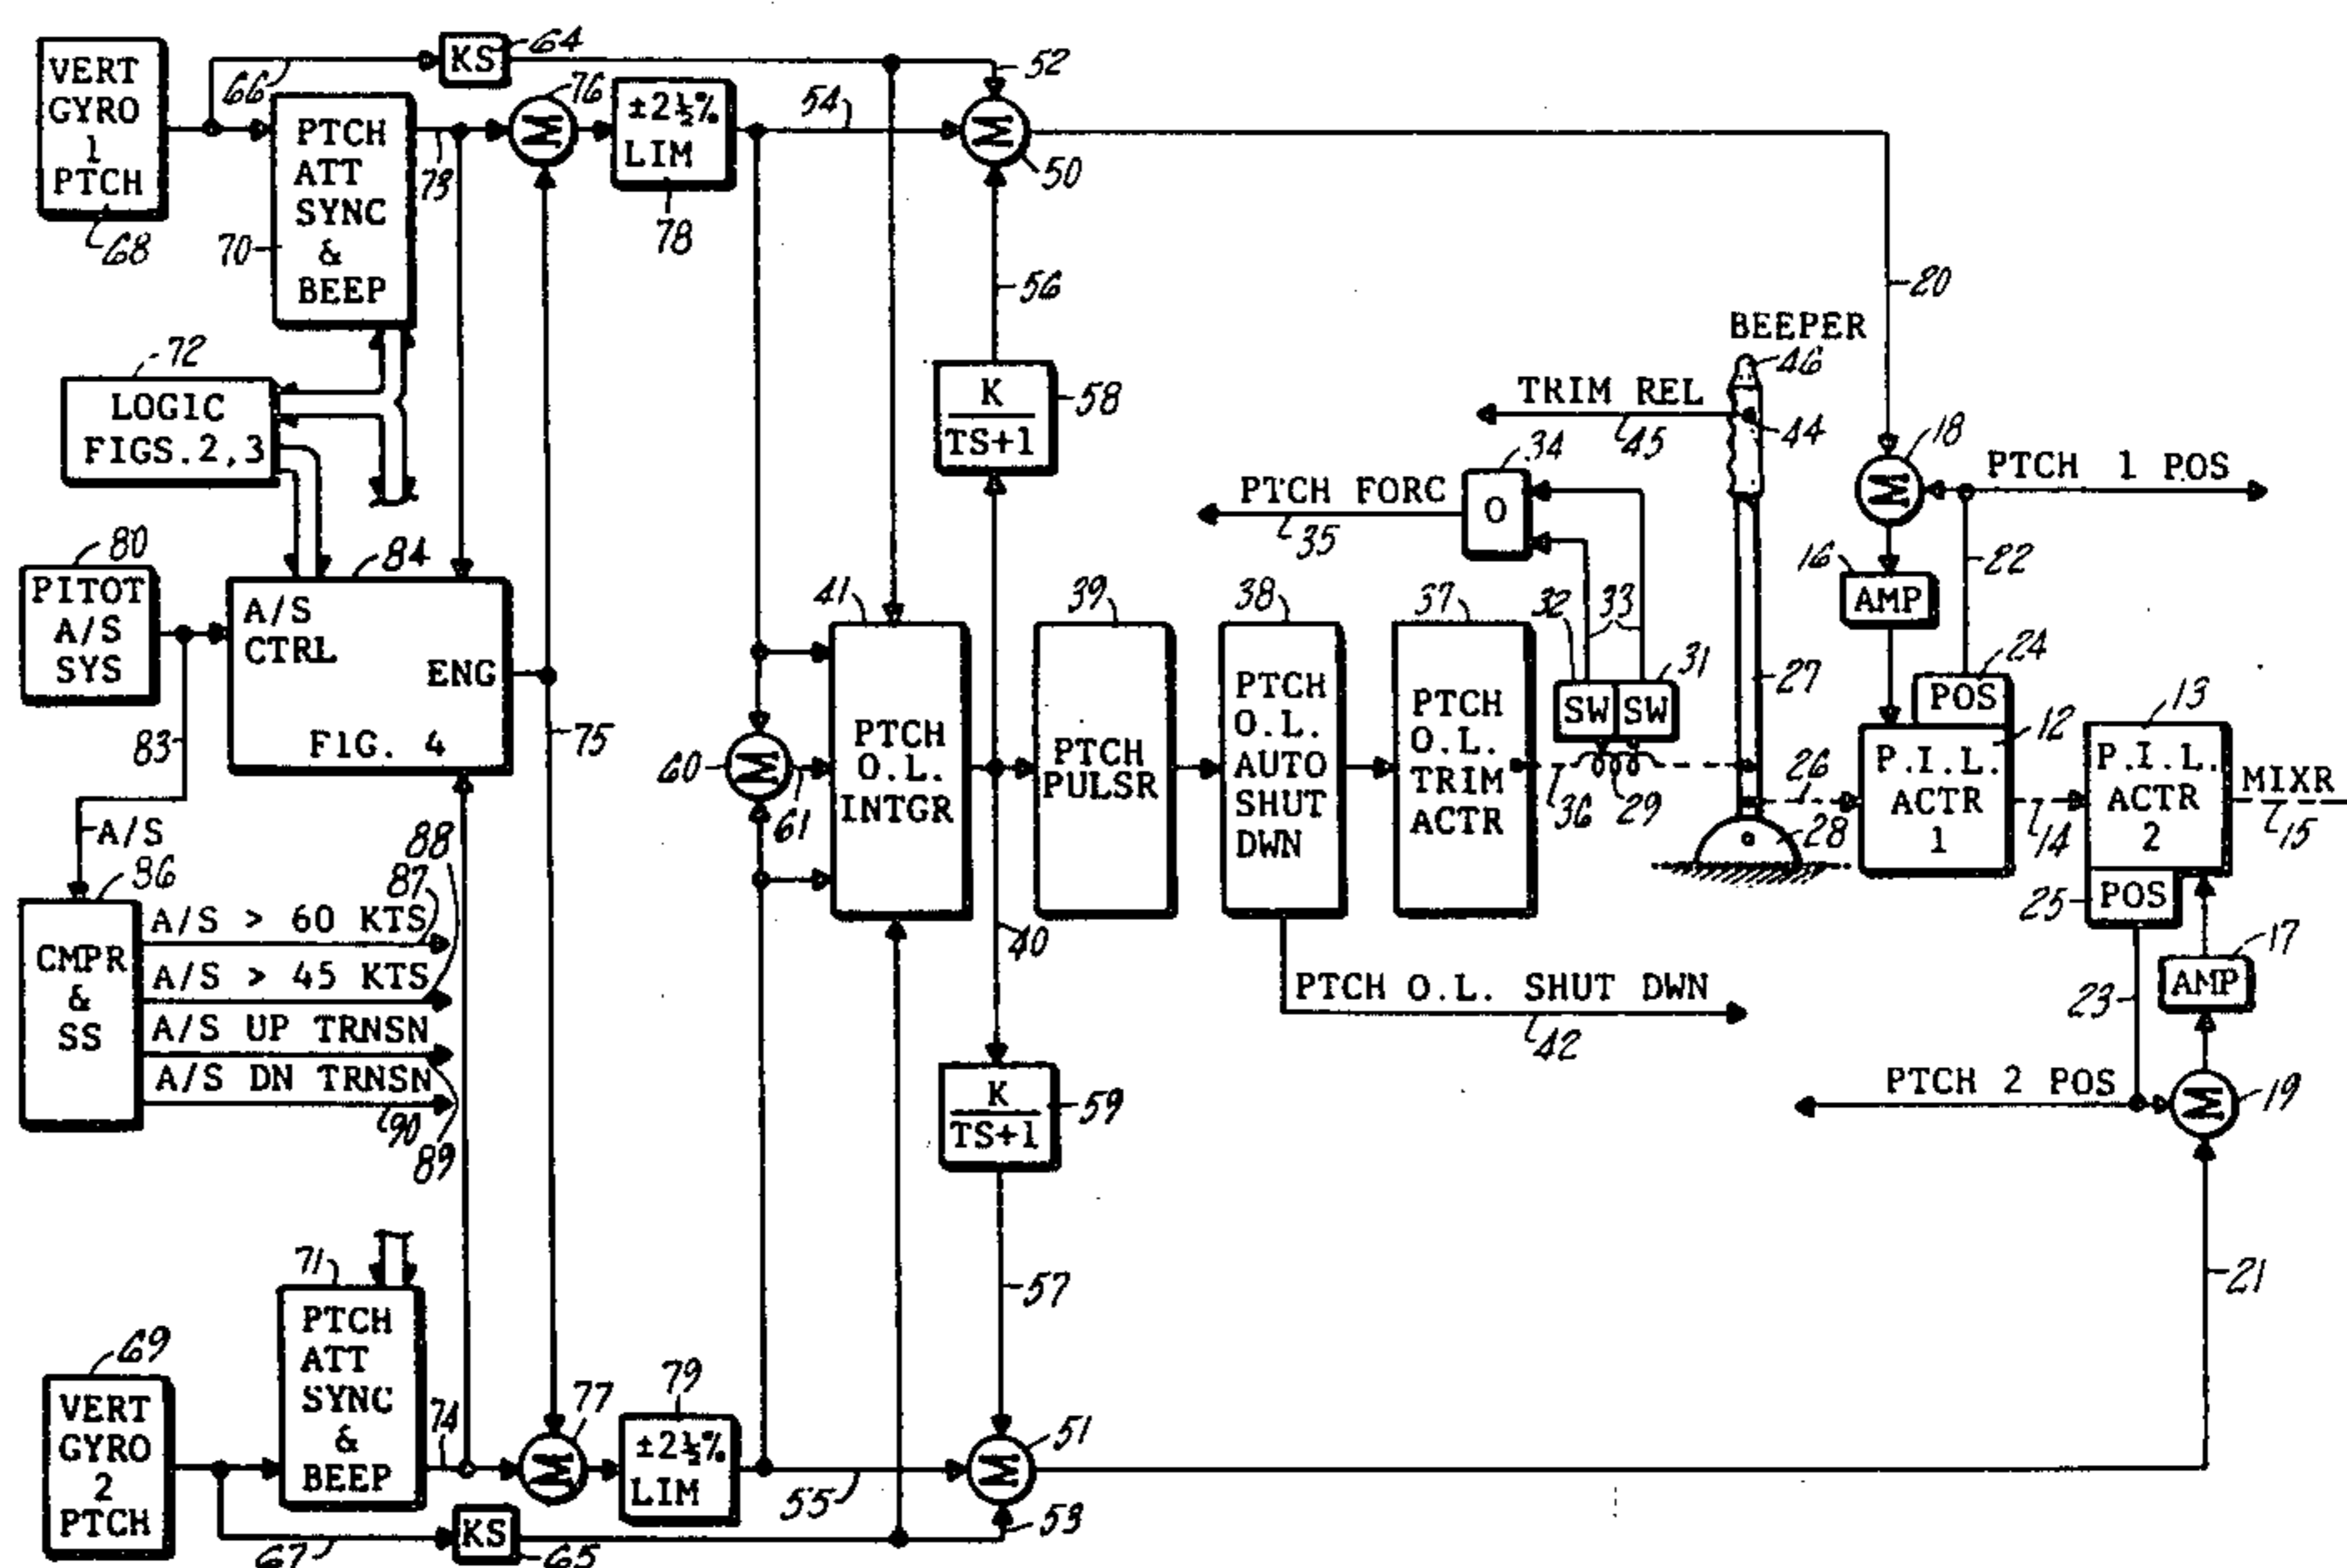 VERT
GYRO
1
PTCH
68
66
KS
64
PTCH
ATT
SYNC
&
BEEP
70
73
76
±2½%
LIM
78
54
52
50
20
56
K
TS+1
58
72
LOGIC
FIGS.2,3
80
PITOT
A/S
SYS
83
84
A/S
CTRL
ENG
FIG. 4
75
A/S
86
CMPR
&
SS
A/S > 60 KTS
A/S > 45 KTS
A/S UP TRNSN
A/S DN TRNSN
87
88
89
90
60
61
41
PTCH
O.L.
INTGR
40
39
PTCH
PULSR
38
PTCH
O.L.
AUTO
SHUT
DWN
PTCH O.L. SHUT DWN
42
37
PTCH
O.L.
TRIM
ACTR
36
29
32
33
31
SW
SW
34
O
PTCH FORC
35
TRIM REL
45
BEEPER
46
44
27
28
26
18
PTCH 1 POS
22
16
AMP
24
POS
12
P.I.L.
ACTR
1
14
13
P.I.L.
ACTR
2
MIXR
15
25
POS
23
17
AMP
PTCH 2 POS
19
21
K
TS+1
59
57
51
53
55
71
PTCH
ATT
SYNC
&
BEEP
74
77
79
±2½%
LIM
69
VERT
GYRO
2
PTCH
67
KS
65